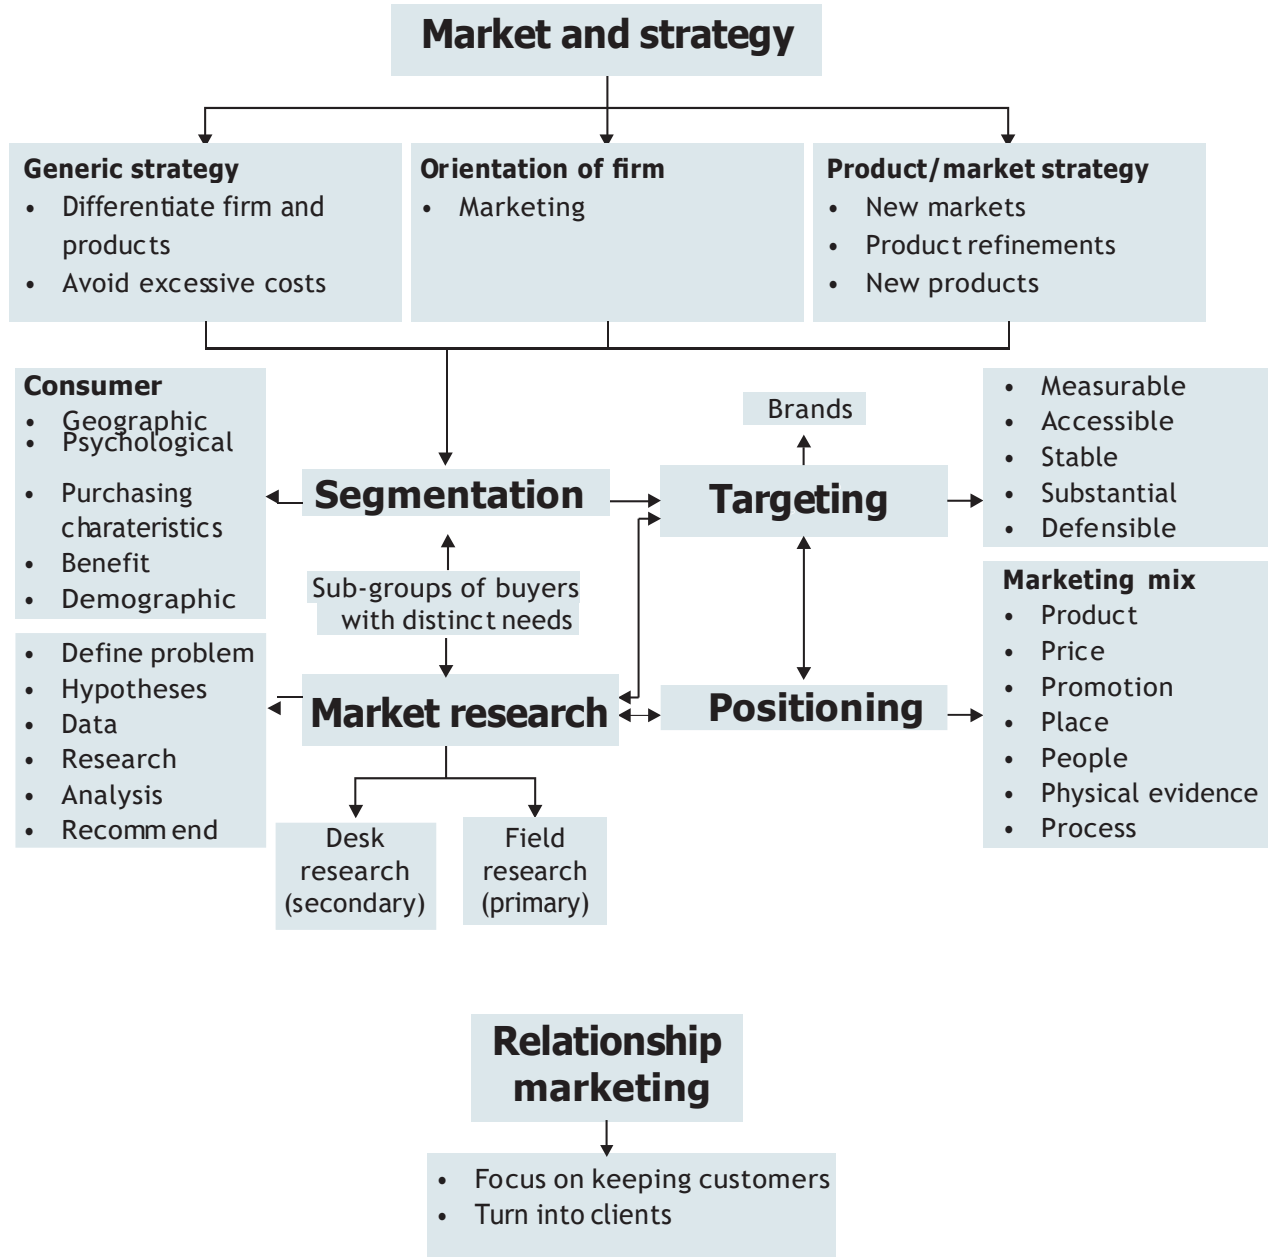 Market and strategy
Generic strategy
• Differentiate firm and
products
• Avoid excessive costs
Orientation of firm
• Marketing
Product/market strategy
• New markets
• Product refinements
• New products
Consumer
• Geographic
• Psychological
• Purchasing
charateristics
• Benefit
• Demographic
Segmentation
Brands
Targeting
• Measurable
• Accessible
• Stable
• Substantial
• Defensible
Sub-groups of buyers
with distinct needs
• Define problem
• Hypotheses
• Data
• Research
• Analysis
• Recommend
Market research
Positioning
Marketing mix
• Product
• Price
• Promotion
• Place
• People
• Physical evidence
• Process
Desk
research
(secondary)
Field
research
(primary)
Relationship
marketing
• Focus on keeping customers
• Turn into clients